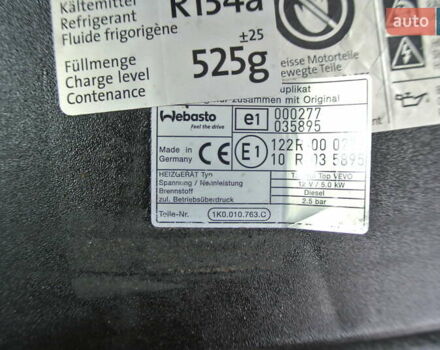 Kältemittel
Refrigerant
Fluide frigorigène
R134a
Füllmenge
Charge level
Contenance
±25
525g
eisse Motorteile
ewegte Teile
auto
RIA
uplikat
zusammen mit Original
Webasto
feel the drive
e1 000277
035895
Made in
Germany
CE E1 122R-00
10 R-03 5895
HEIZGERÄT Typ
Top VEVO
Spannung / Nennleistung
12 V / 5.0 kW
Brennstoff
Diesel
zul. Betriebsüberdruck
2.5 bar
Teile-Nr.
1K0.010.763.C